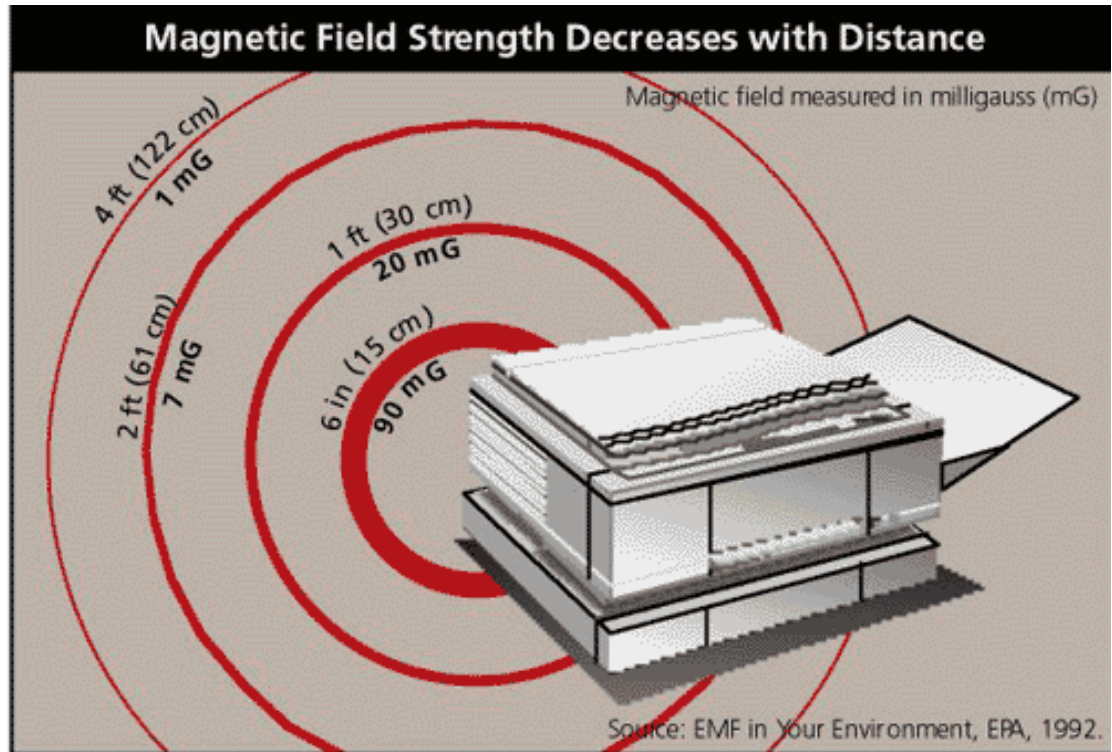 Magnetic Field Strength Decreases with Distance
Magnetic field measured in milligauss (mG)
4 ft (122 cm)
1 mG
2 ft (61 cm)
7 mG
1 ft (30 cm)
20 mG
6 in (15 cm)
90 mG
Source: EMF in Your Environment, EPA, 1992.